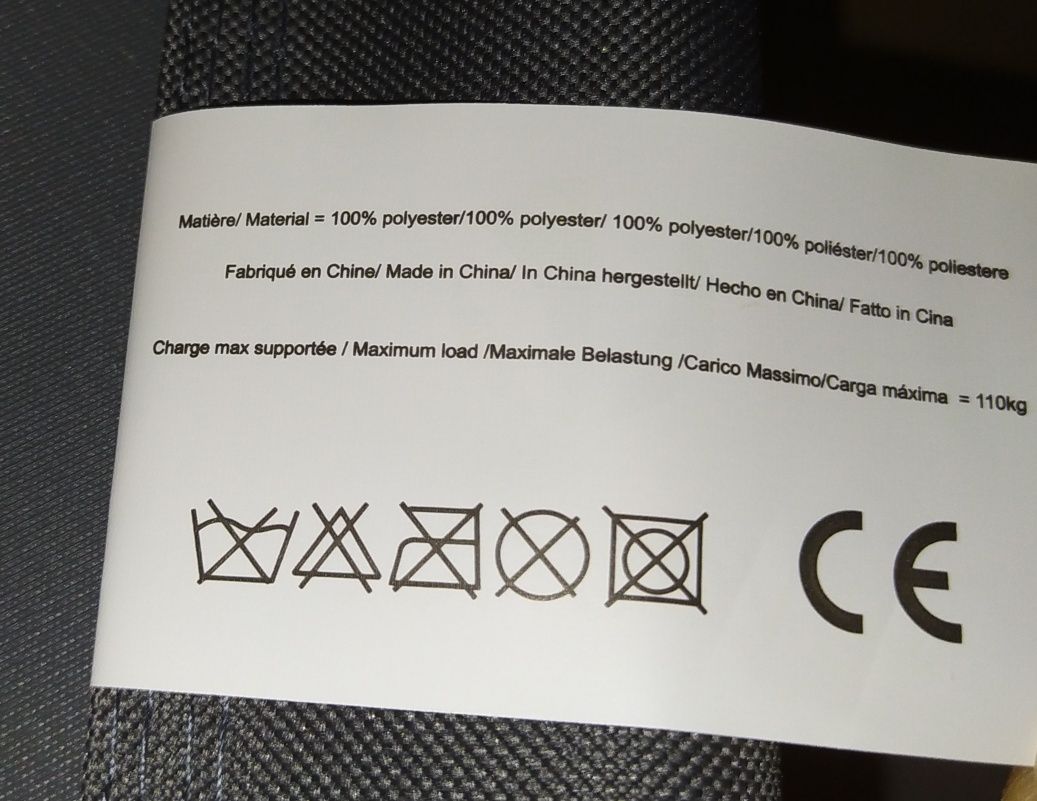 Matière/ Material = 100% polyester/100% polyester/ 100% polyester/100% poliéster/100% poliestere
Fabriqué en Chine/ Made in China/ In China hergestellt/ Hecho en China/ Fatto in Cina
Charge max supportée / Maximum load /Maximale Belastung /Carico Massimo/Carga máxima = 110kg
CE